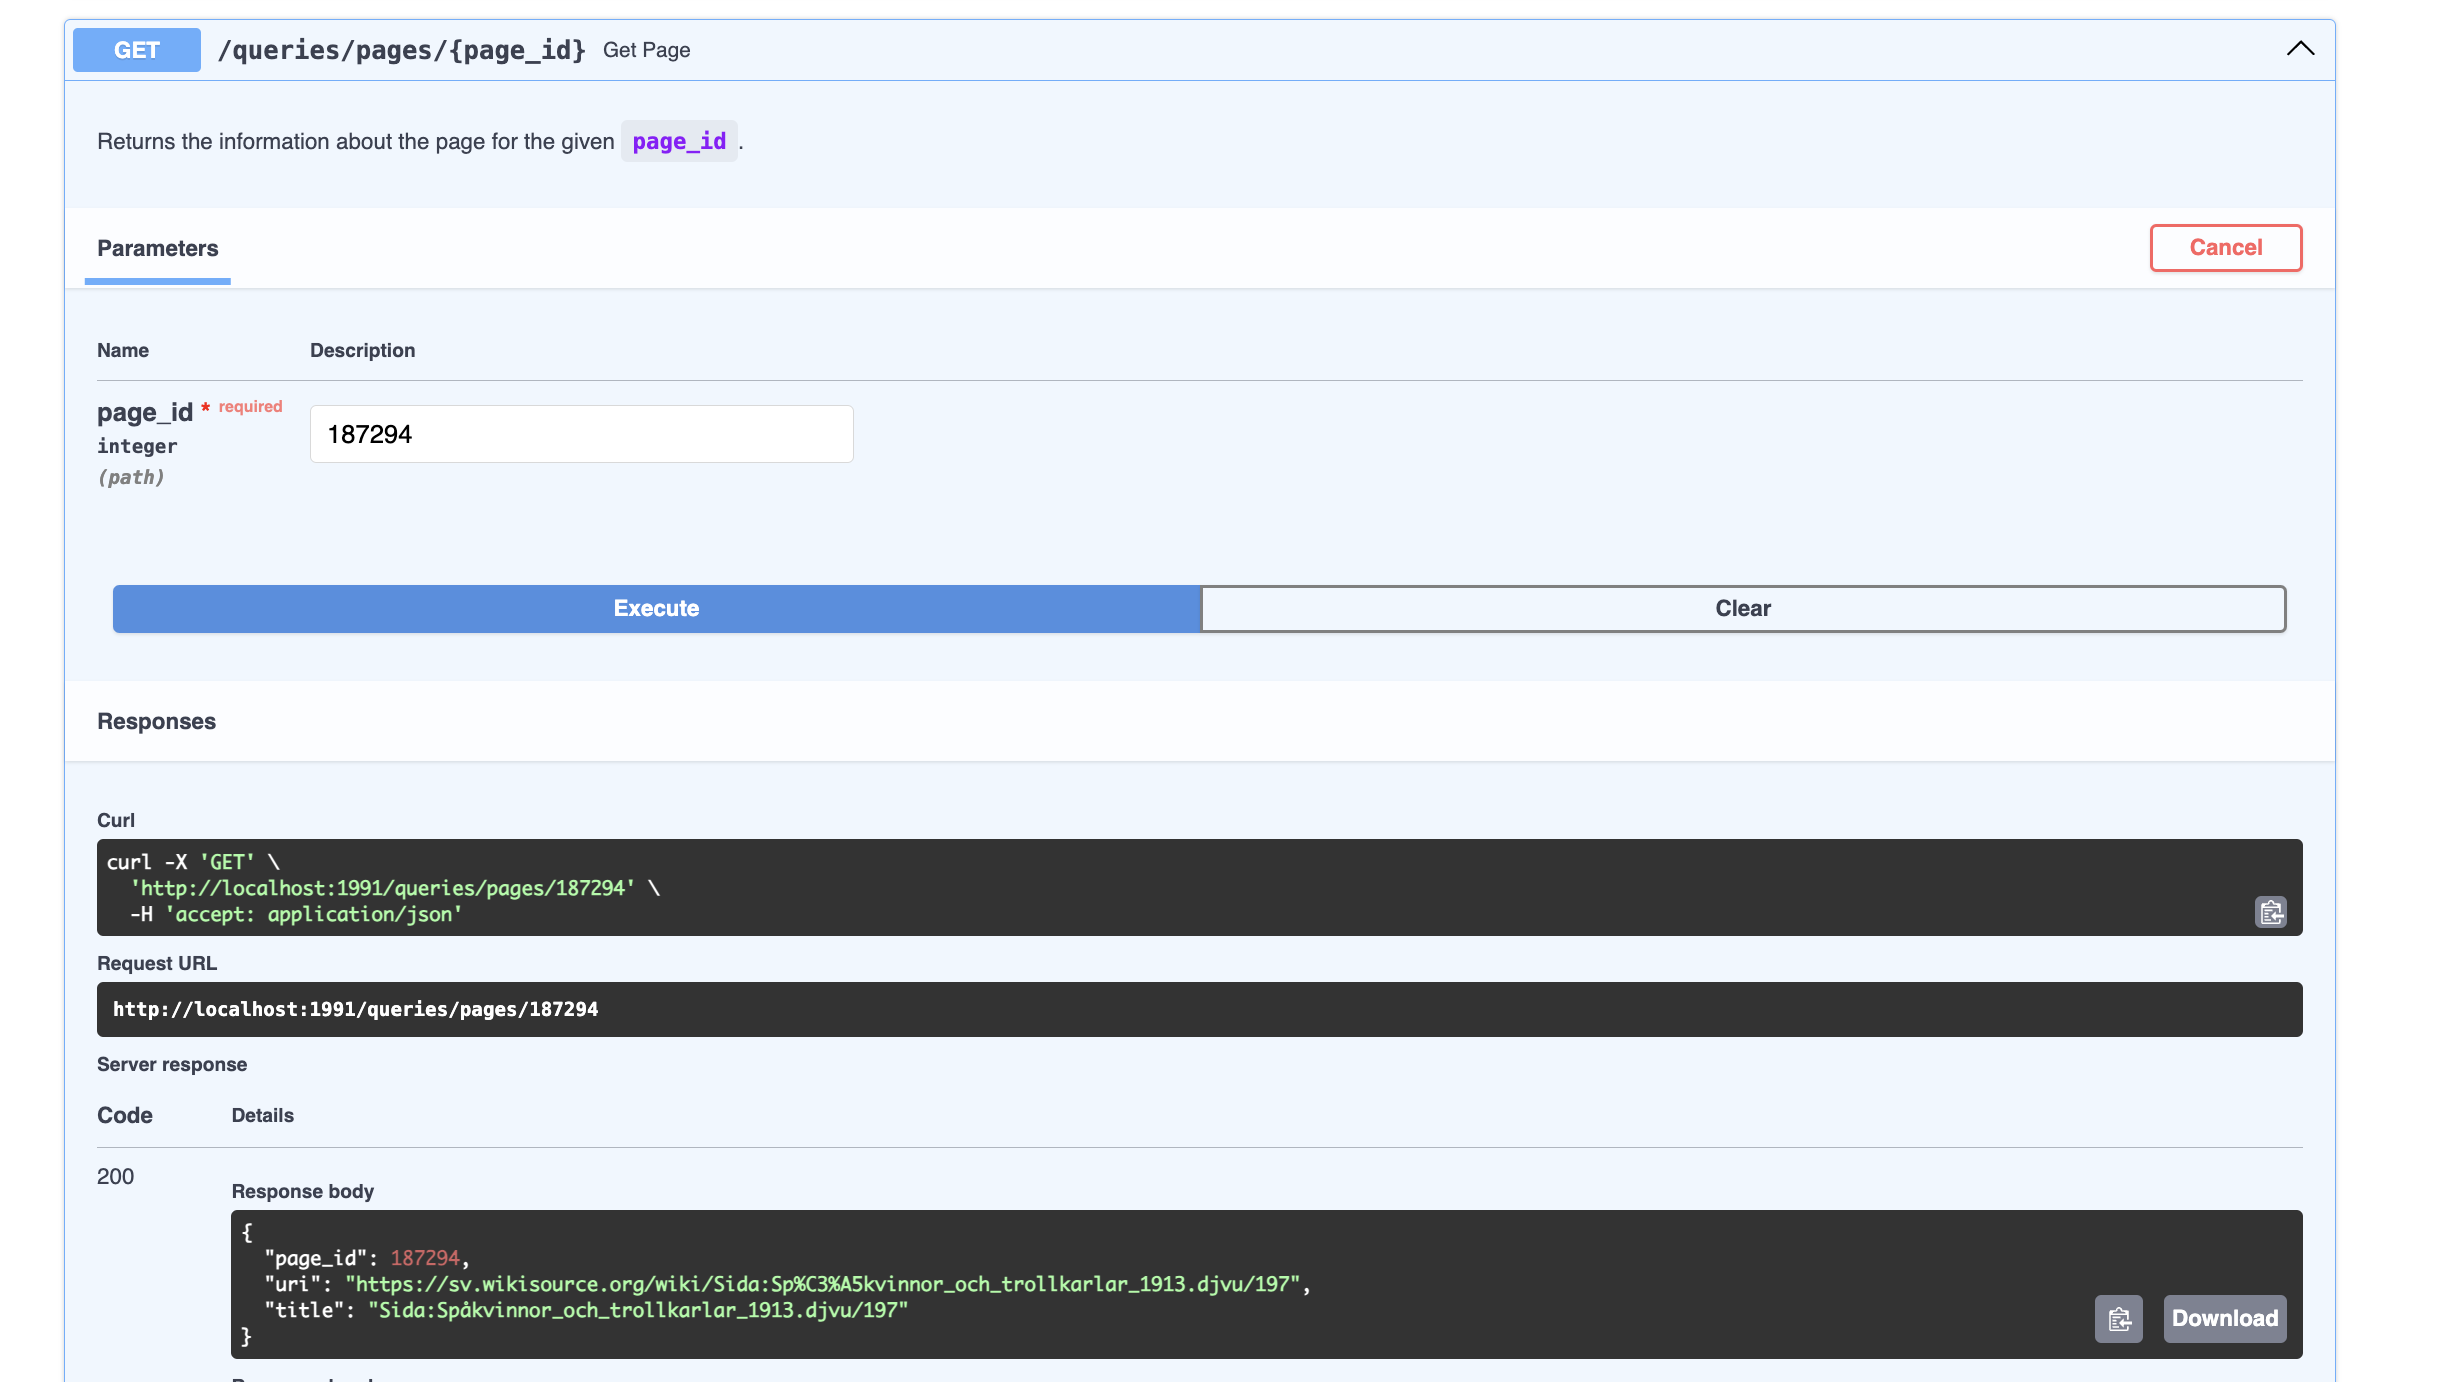 GET /queries/pages/{page_id} Get Page
Returns the information about the page for the given page_id.
Parameters
Cancel
Name Description
page_id * required
integer
(path)
187294
Execute
Clear
Responses
Curl
curl -X 'GET' \
'http://localhost:1991/queries/pages/187294' \
-H 'accept: application/json'
Request URL
http://localhost:1991/queries/pages/187294
Server response
Code Details
200
Response body
{
"page_id": 187294,
"uri": "https://sv.wikisource.org/wiki/Sida:Sp%C3%A5kvinnor_och_trollkarlar_1913.djvu/197",
"title": "Sida:Spåkvinnor_och_trollkarlar_1913.djvu/197"
}
Download